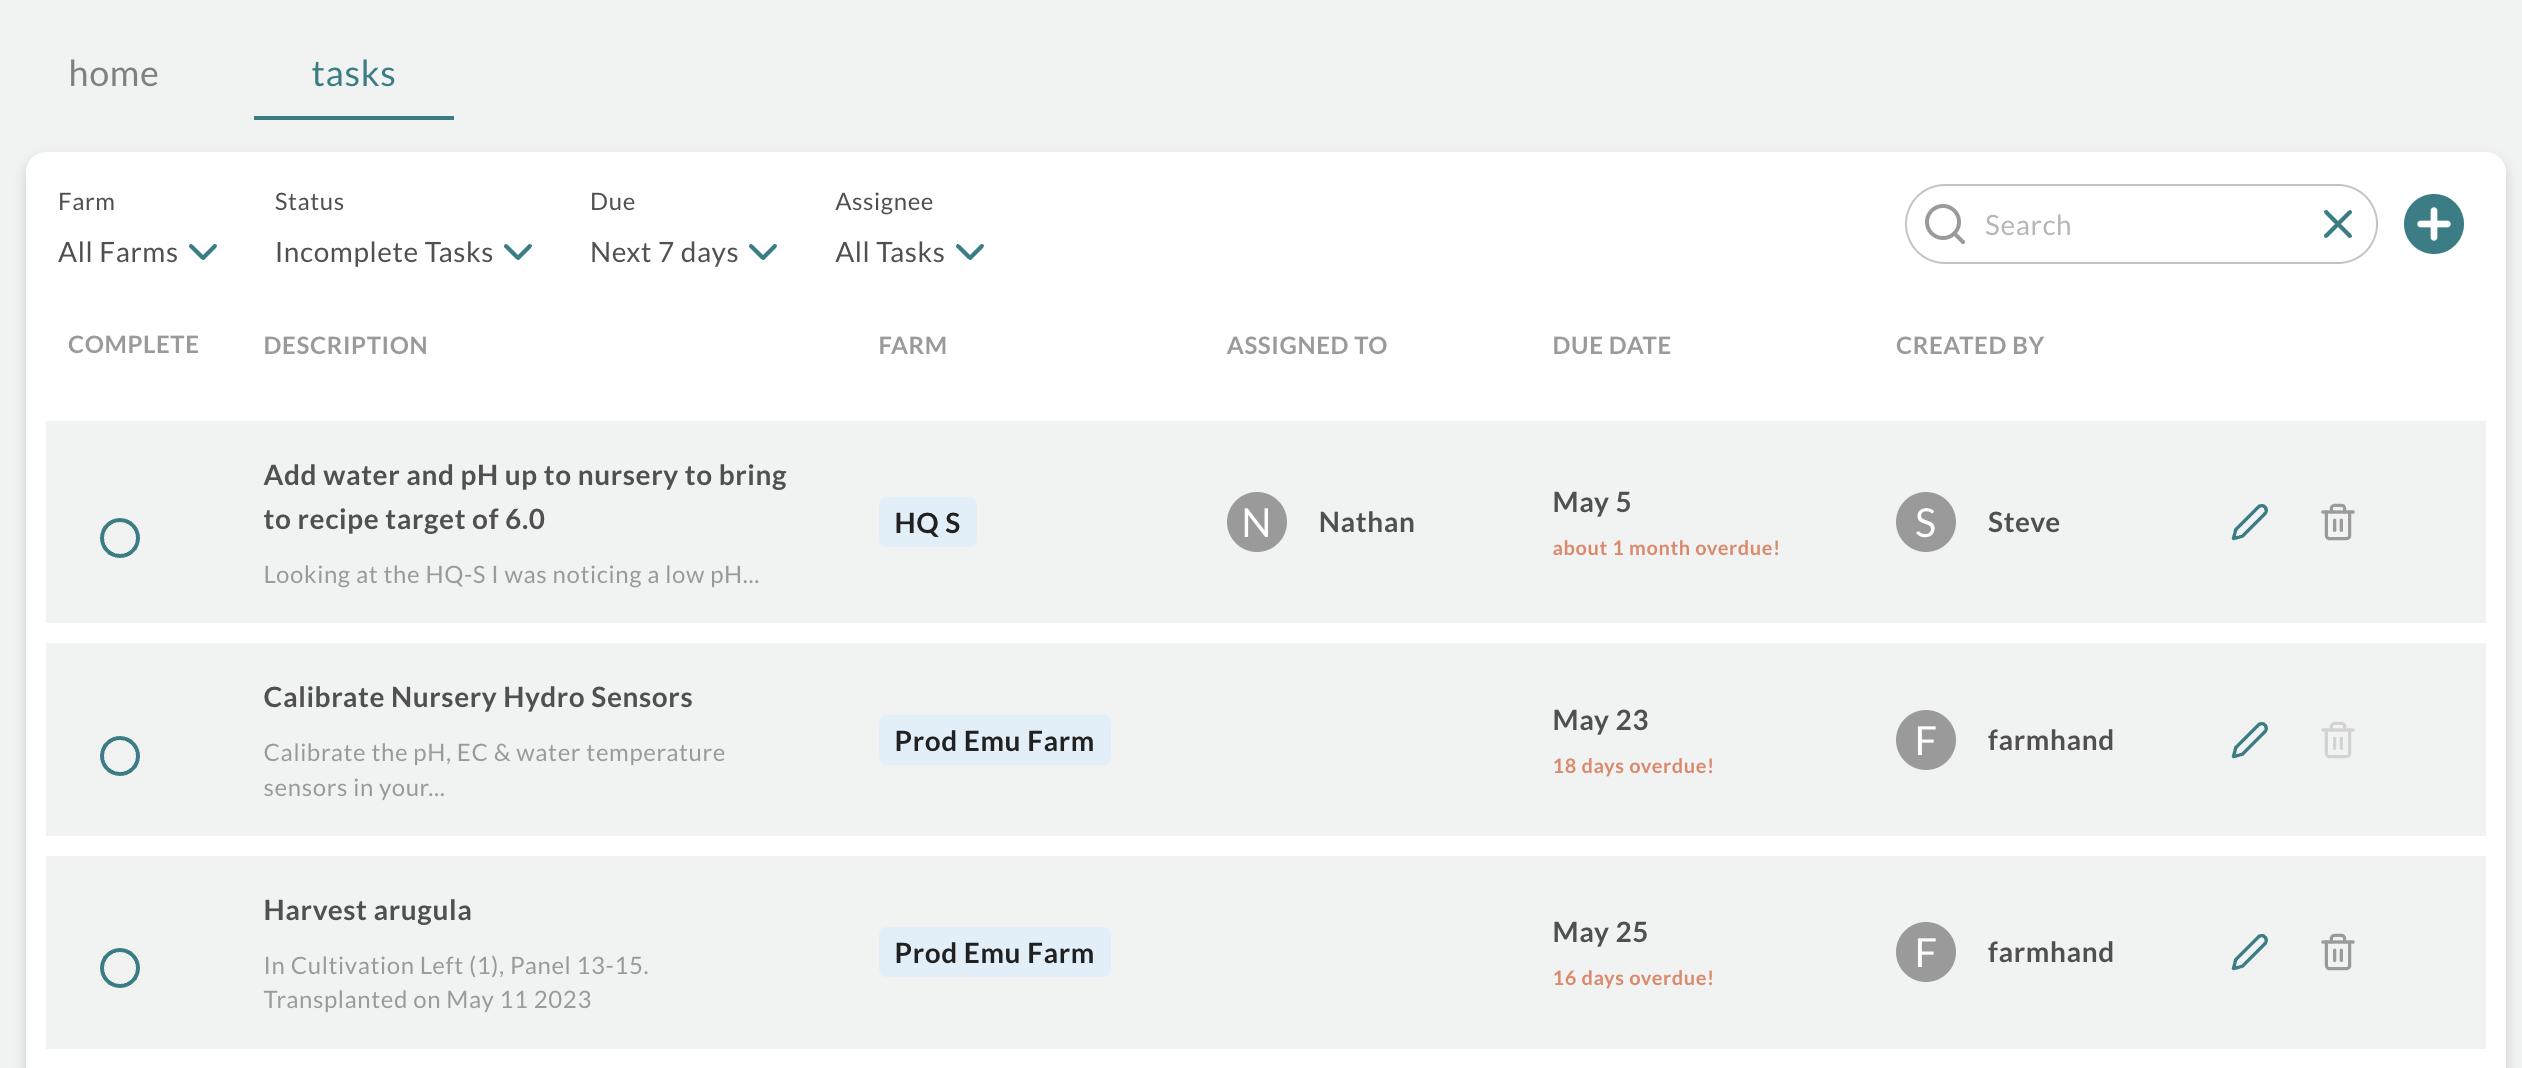 home
tasks
Farm
Status
Due
Assignee
All Farms
Incomplete Tasks
Next 7 days
All Tasks
Search
COMPLETE
DESCRIPTION
FARM
ASSIGNED TO
DUE DATE
CREATED BY
Add water and pH up to nursery to bring
to recipe target of 6.0
Looking at the HQ-S I was noticing a low pH...
HQ S
N
Nathan
May 5
about 1 month overdue!
S
Steve
Calibrate Nursery Hydro Sensors
Calibrate the pH, EC & water temperature
sensors in your...
Prod Emu Farm
May 23
18 days overdue!
F
farmhand
Harvest arugula
In Cultivation Left (1), Panel 13-15.
Transplanted on May 11 2023
Prod Emu Farm
May 25
16 days overdue!
F
farmhand